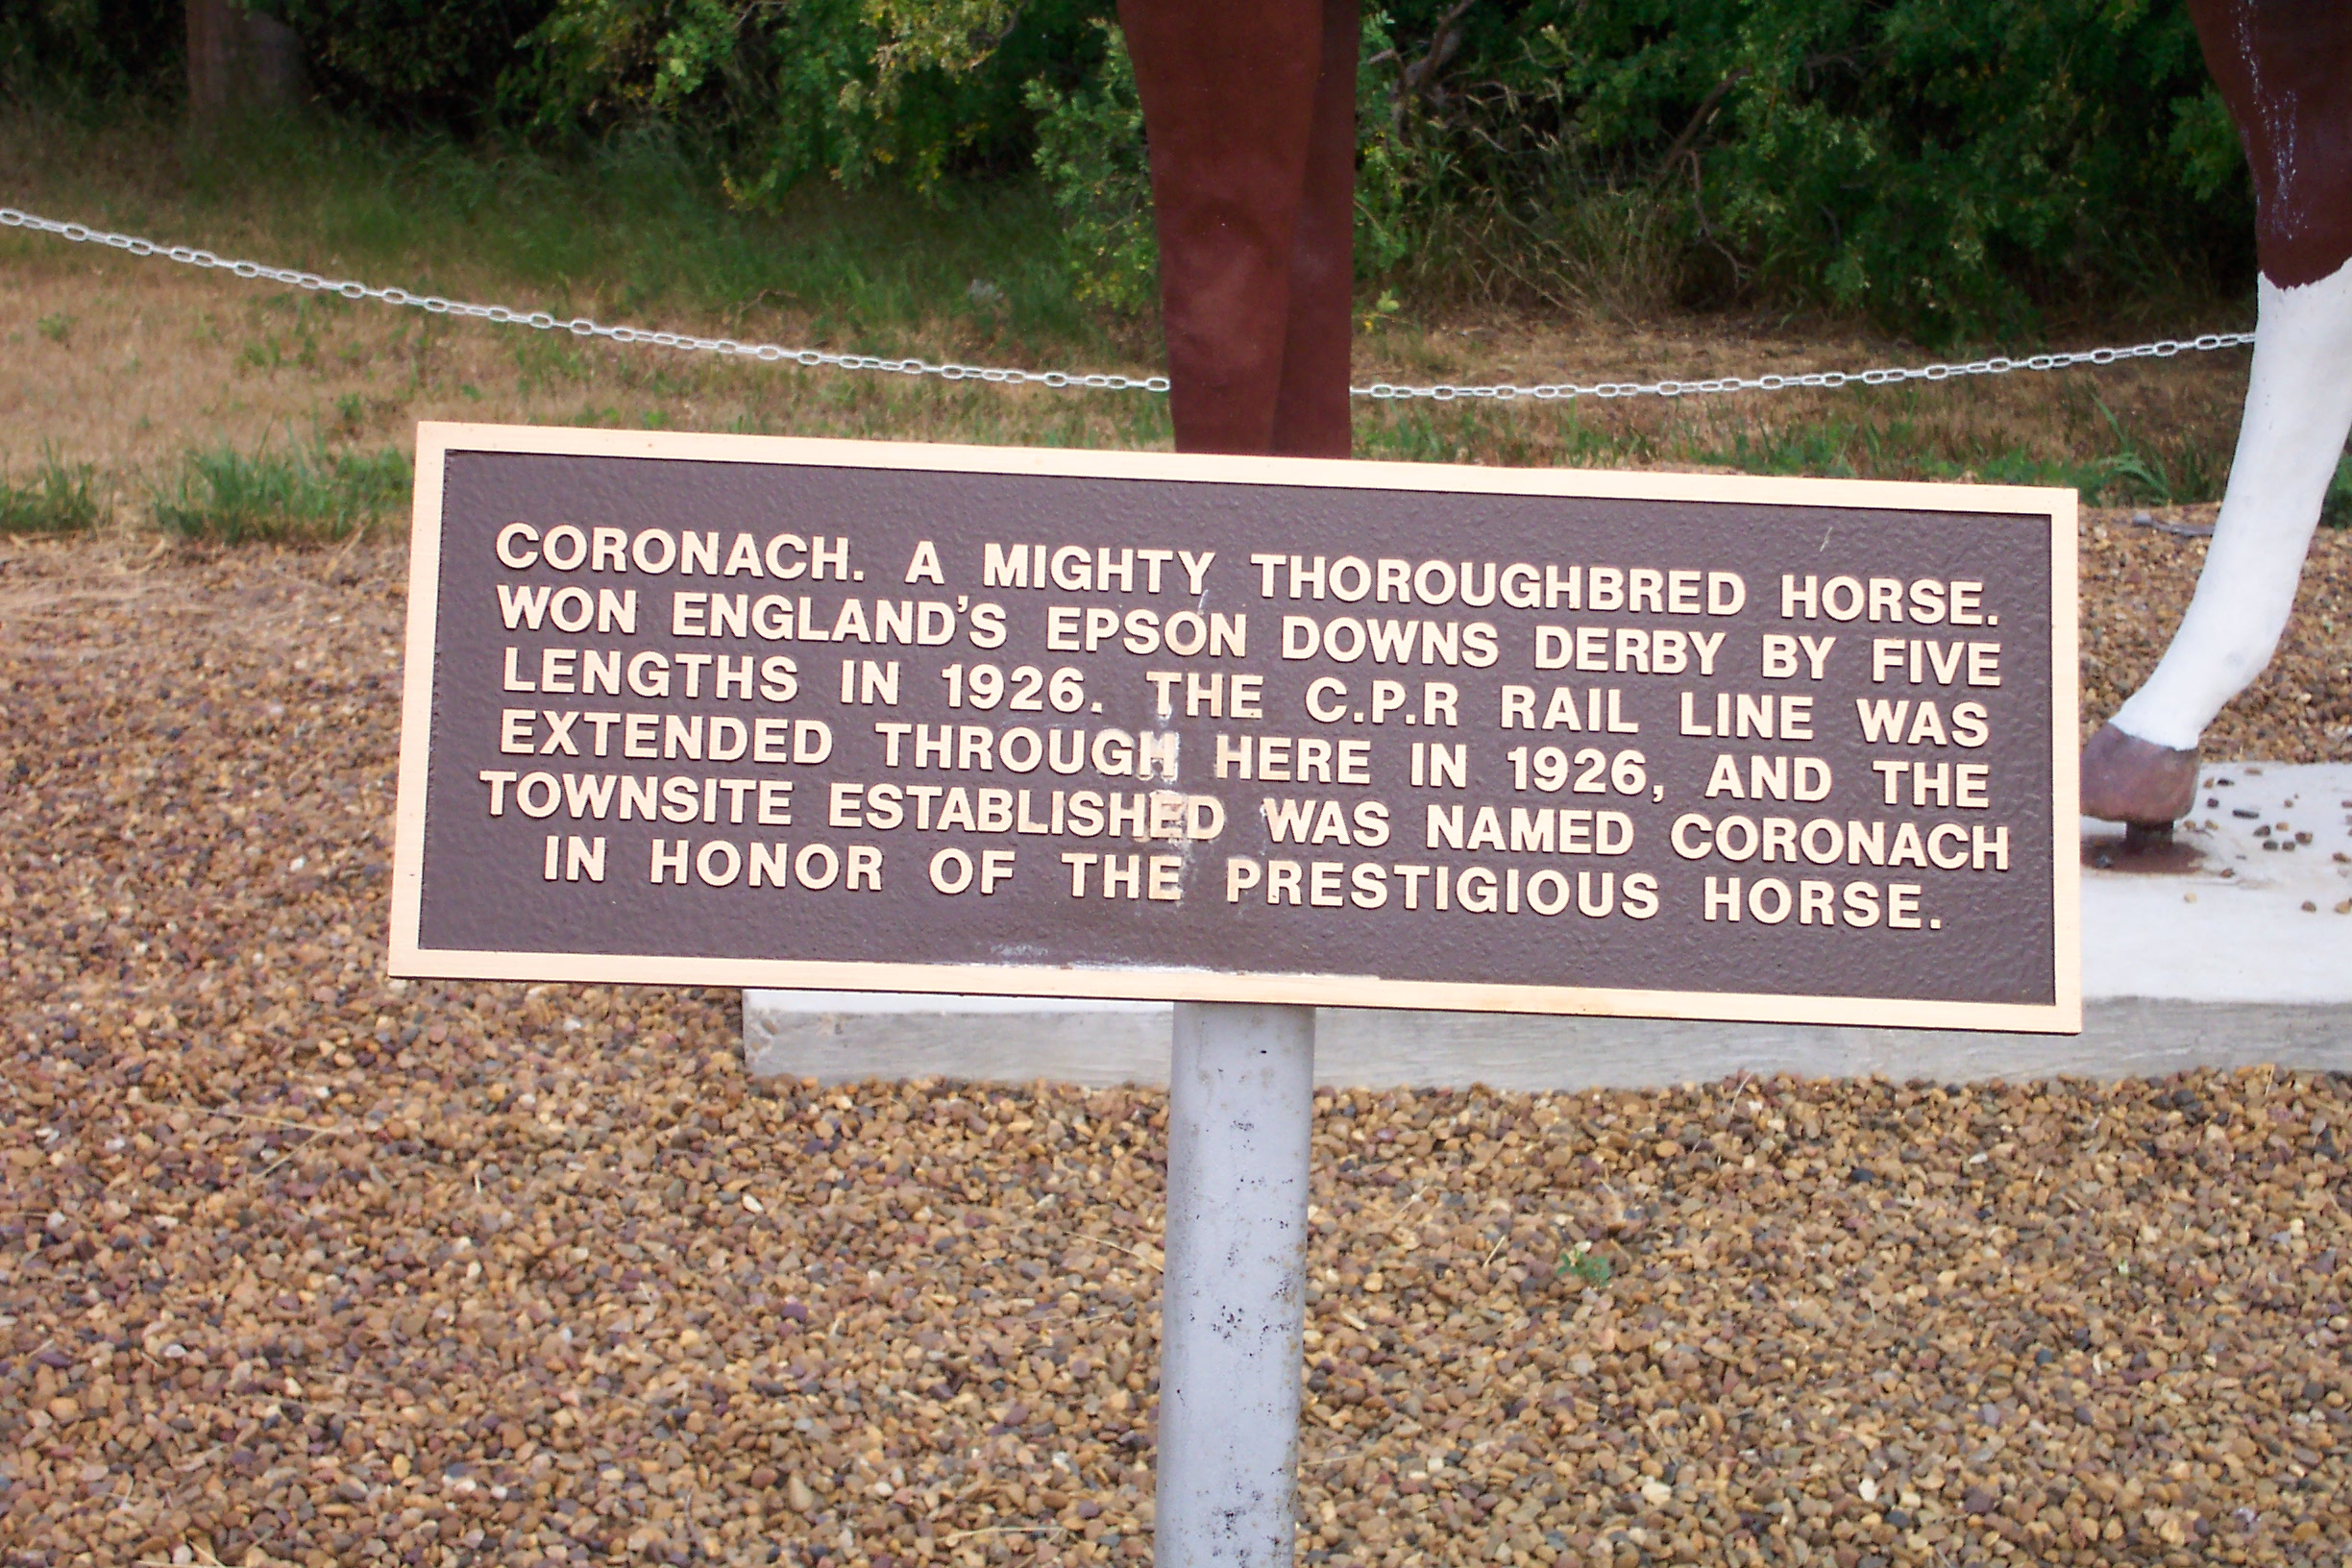 CORONACH. A MIGHTY THOROUGHBRED HORSE.
WON ENGLAND'S EPSON DOWNS DERBY BY FIVE
LENGTHS IN 1926. THE C.P.R RAIL LINE WAS
EXTENDED THROUGH HERE IN 1926, AND THE
TOWNSITE ESTABLISHED WAS NAMED CORONACH
IN HONOR OF THE PRESTIGIOUS HORSE.